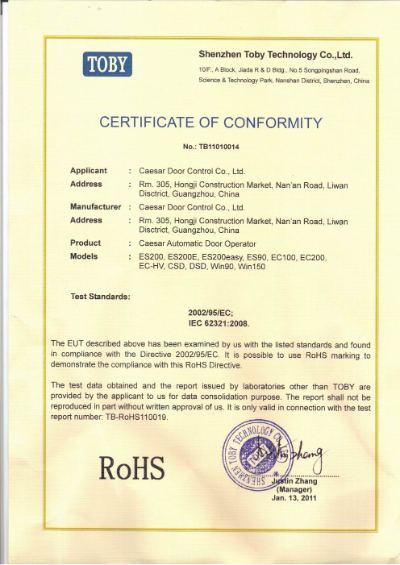 TOBY
Shenzhen Toby Technology Co.,Ltd.
10/F., A Block, Jiada R & D Bldg., No.5 Songpingshan Road,
Science & Technology Park, Nanshan District, Shenzhen, China
CERTIFICATE OF CONFORMITY
No.: TB11010014
Applicant : Caesar Door Control Co., Ltd.
Address : Rm. 305, Hongji Construction Market, Nan'an Road, Liwan
Disctrict, Guangzhou, China
Manufacturer : Caesar Door Control Co., Ltd.
Address : Rm. 305, Hongji Construction Market, Nan'an Road, Liwan
Disctrict, Guangzhou, China
Product : Caesar Automatic Door Operator
Models : ES200, ES200E, ES200easy, ES90, EC100, EC200,
EC-HV, CSD, DSD, Win90, Win150
Test Standards:
2002/95/EC;
IEC 62321:2008.
The EUT described above has been examined by us with the listed standards and found
in compliance with the Directive 2002/95/EC. It is possible to use RoHS marking to
demonstrate the compliance with this RoHS Directive.
The test data obtained and the report issued by laboratories other than TOBY are
provided by the applicant to us for data consolidation purpose. The report shall not be
reproduced in part without written approval of us. It is only valid in connection with the test
report number: TB-RoHS110019.
RoHS
SHENZHEN TOBY TECHNOLOGY CO.
Justin Zhang
(Manager)
Jan. 13, 2011